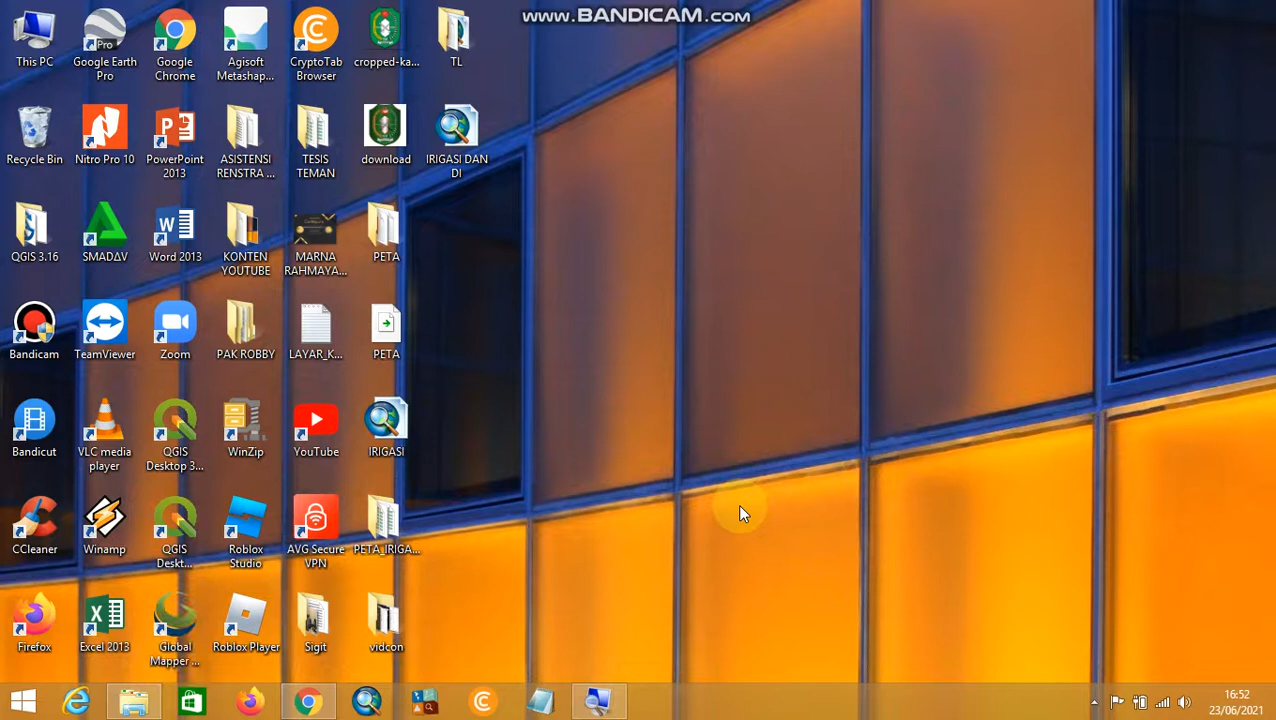 www.BANDICAM.com
This PC
Google Earth
Pro
Google
Chrome
Agisoft
Metashap...
CryptoTab
Browser
cropped-ka...
TL
Recycle Bin
Nitro Pro 10
PowerPoint
2013
ASISTENSI
RENSTRA ...
TESIS
TEMAN
download
IRIGASI DAN
DI
QGIS 3.16
SMADΔV
Word 2013
KONTEN
YOUTUBE
MARNA
RAHMAYA...
PETA
Bandicam
TeamViewer
Zoom
PAK ROBBY
LAYAR_K...
PETA
Bandicut
VLC media
player
QGIS
Desktop 3...
WinZip
YouTube
IRIGASI
CCleaner
Winamp
QGIS
Deskt...
Roblox
Studio
AVG Secure
VPN
PETA_IRIGA...
Firefox
Excel 2013
Global
Mapper ...
Roblox Player
Sigit
vidcon
16:52
23/06/2021